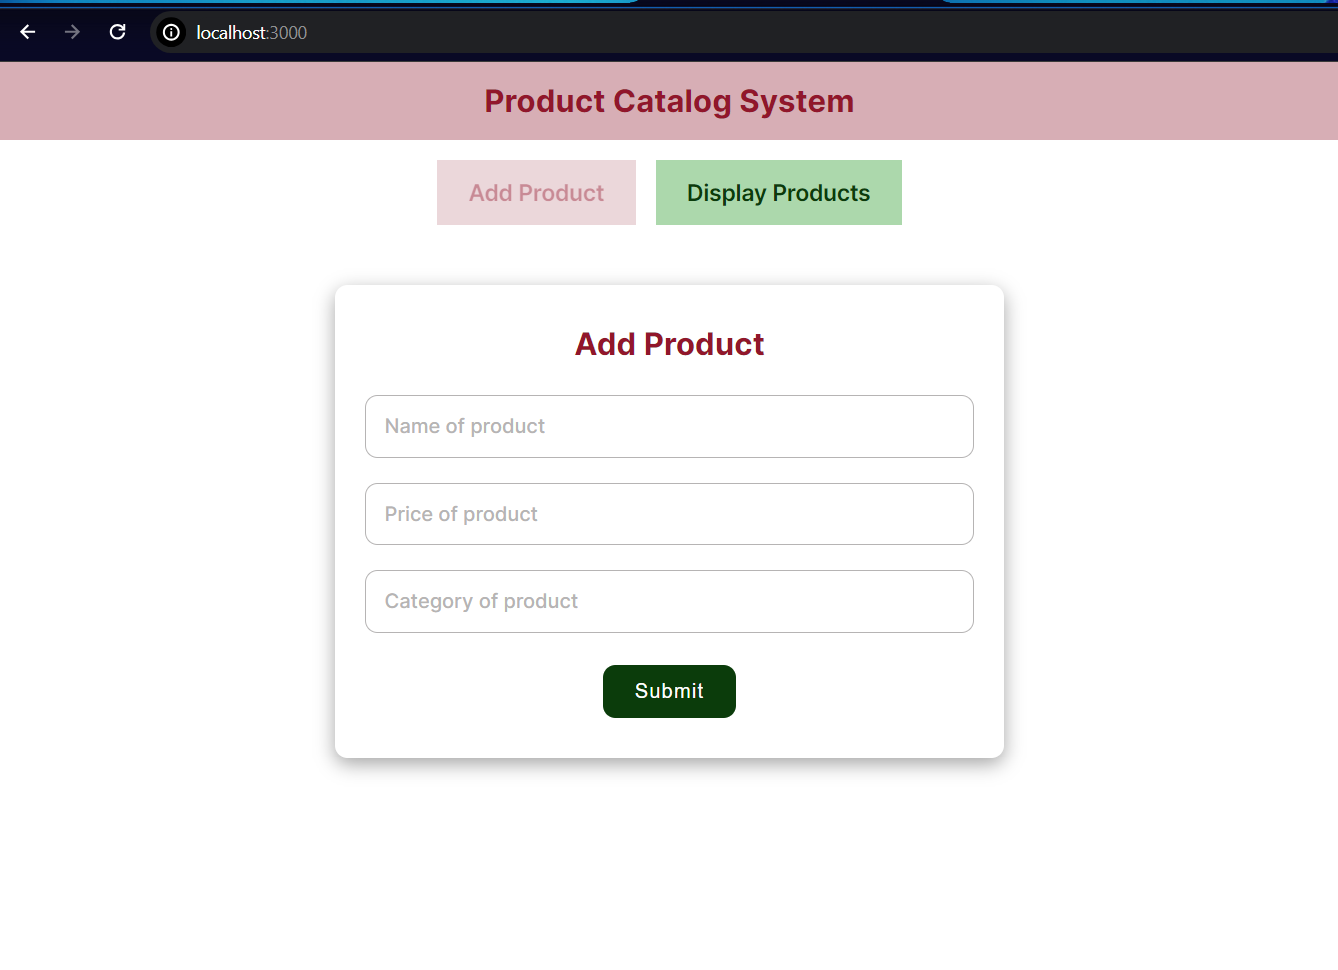 localhost:3000
Product Catalog System
Add Product
Display Products
Add Product
Name of product
Price of product
Category of product
Submit